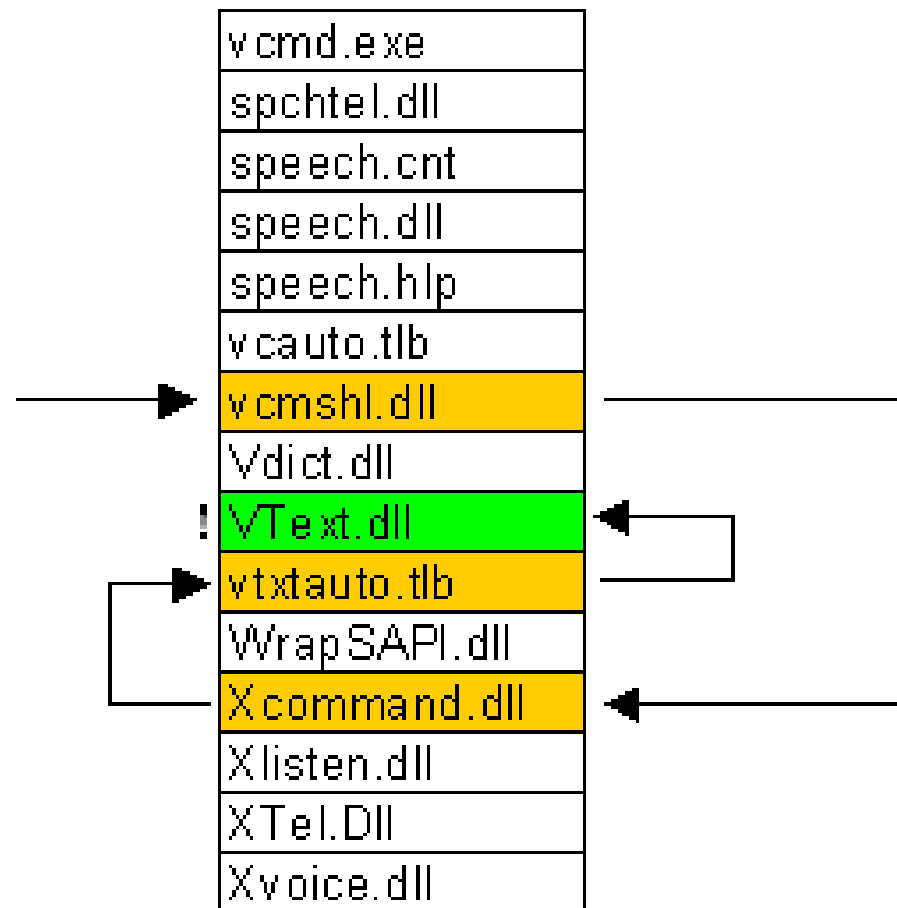 vcmd.exe
spchtel.dll
speech.cnt
speech.dll
speech.hlp
vcauto.tlb
vcmshl.dll
Vdict.dll
! VText.dll
vtxtauto.tlb
WrapSAPI.dll
Xcommand.dll
Xlisten.dll
XTel.Dll
Xvoice.dll